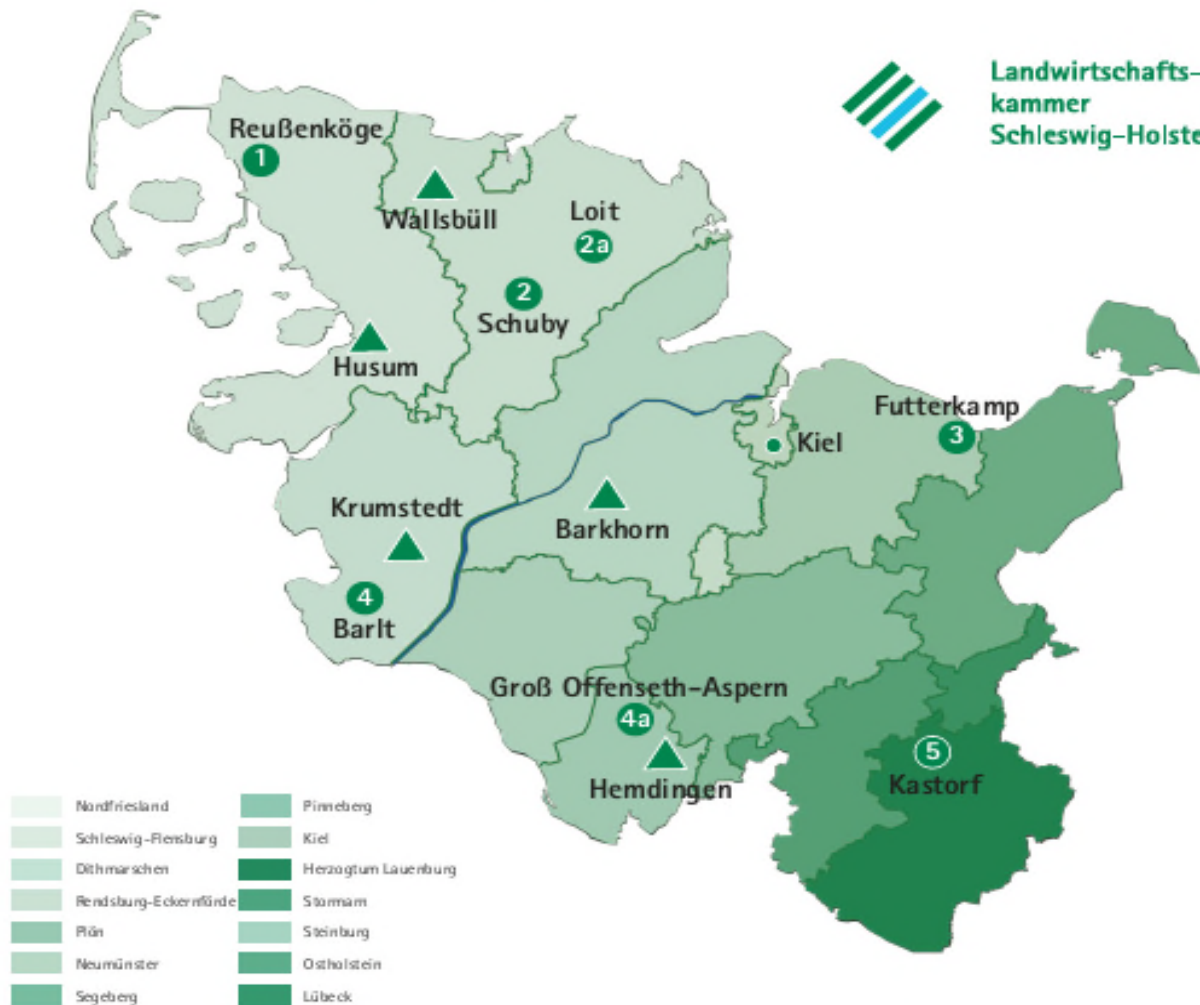 Landwirtschafts-
kammer
Schleswig-Holste
Reußenköge
1
Wallsbüll
Loit
2a
2
Schuby
Husum
Futterkamp
3
Kiel
Krumstedt
Barkhorn
4
Barlt
Groß Offenseth-Aspern
4a
Hemdingen
5
Kastorf
Nordfriesland
Schleswig-Flensburg
Dithmarschen
Rendsburg-Eckernförde
Plön
Neumünster
Segeberg
Pinneberg
Kiel
Herzogtum Lauenburg
Stormarn
Steinburg
Ostholstein
Lübeck